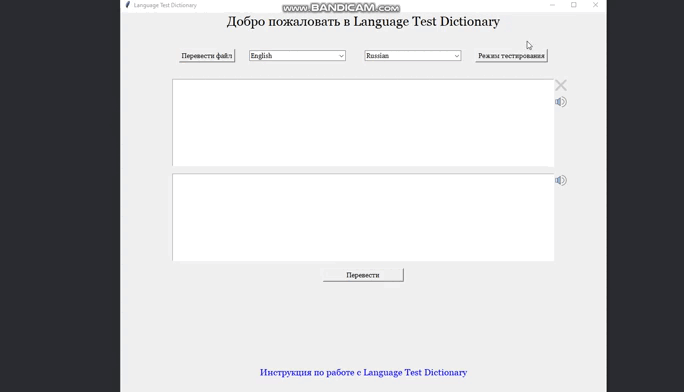 Language Test Dictionary
www.BANDICAM.com
Добро пожаловать в Language Test Dictionary
Перевести файл
English
Russian
Режим тестирования
Перевести
Инструкция по работе с Language Test Dictionary